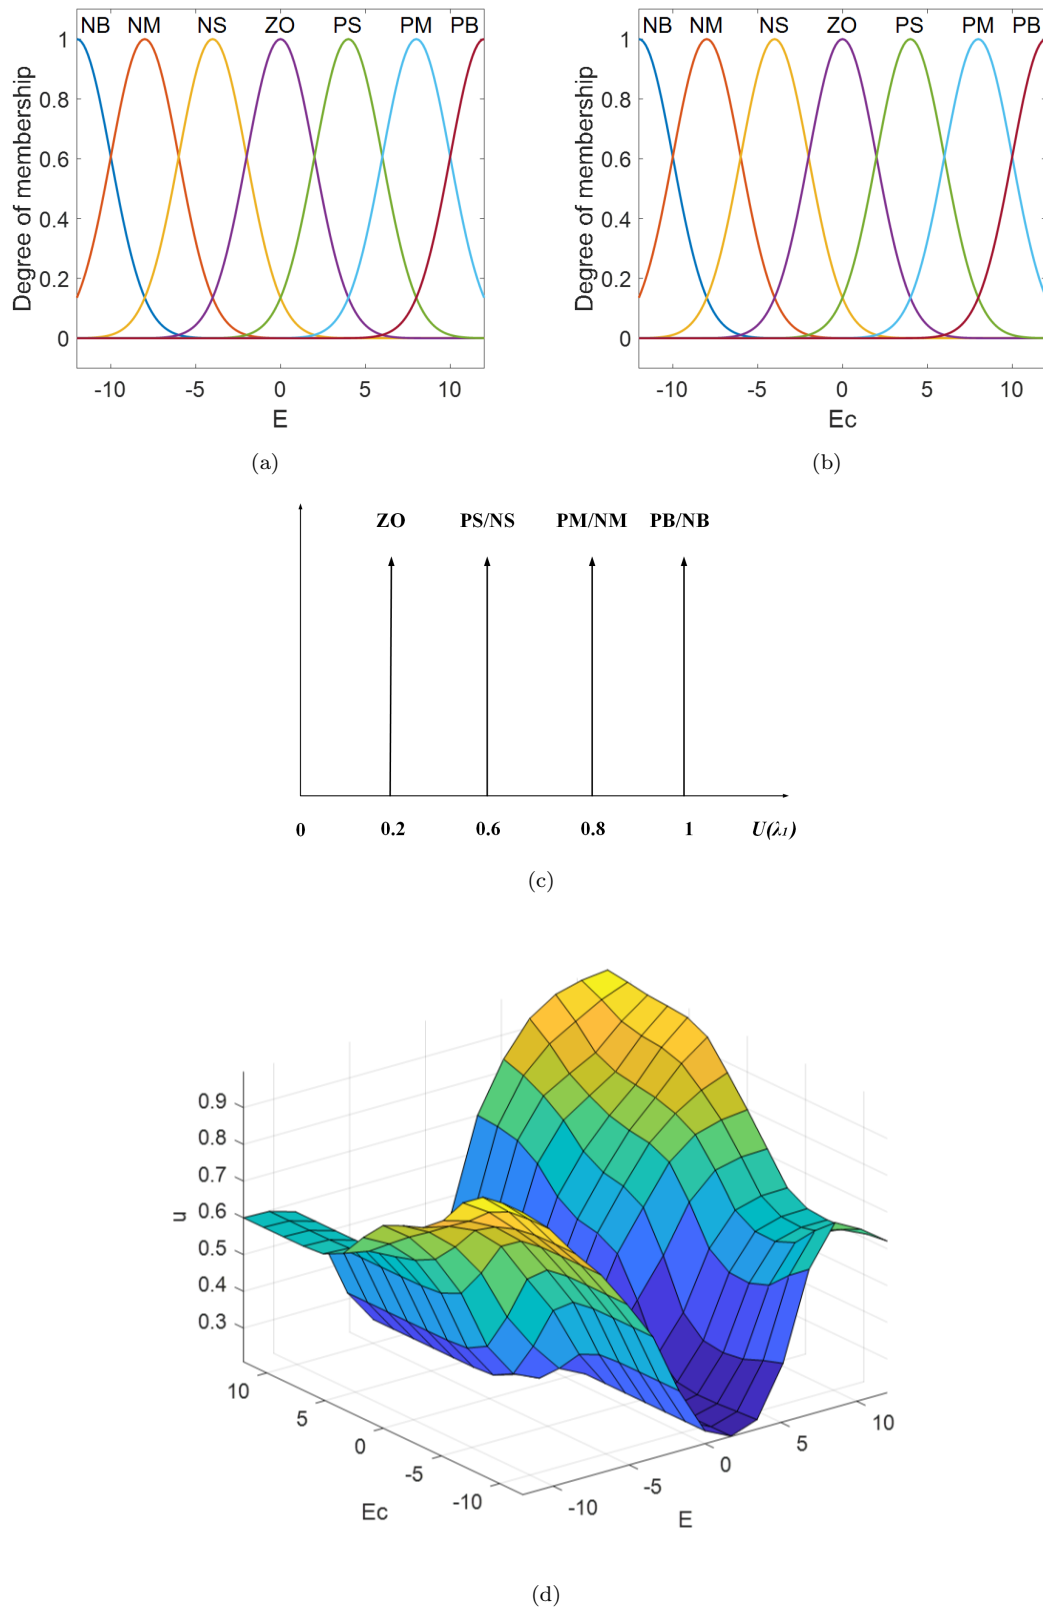 NB NM NS ZO PS PM PB
1
0.8
0.6
0.4
0.2
0
Degree of membership
-10 -5 0 5 10
E
(a)
NB NM NS ZO PS PM PB
1
0.8
0.6
0.4
0.2
0
Degree of membership
-10 -5 0 5 10
Ec
(b)
ZO PS/NS PM/NM PB/NB
0 0.2 0.6 0.8 1 U(λ₁)
(c)
0.9
0.8
0.7
0.6
0.5
0.4
0.3
u
10
5
0
-5
-10
Ec
-10
-5
0
5
10
E
(d)